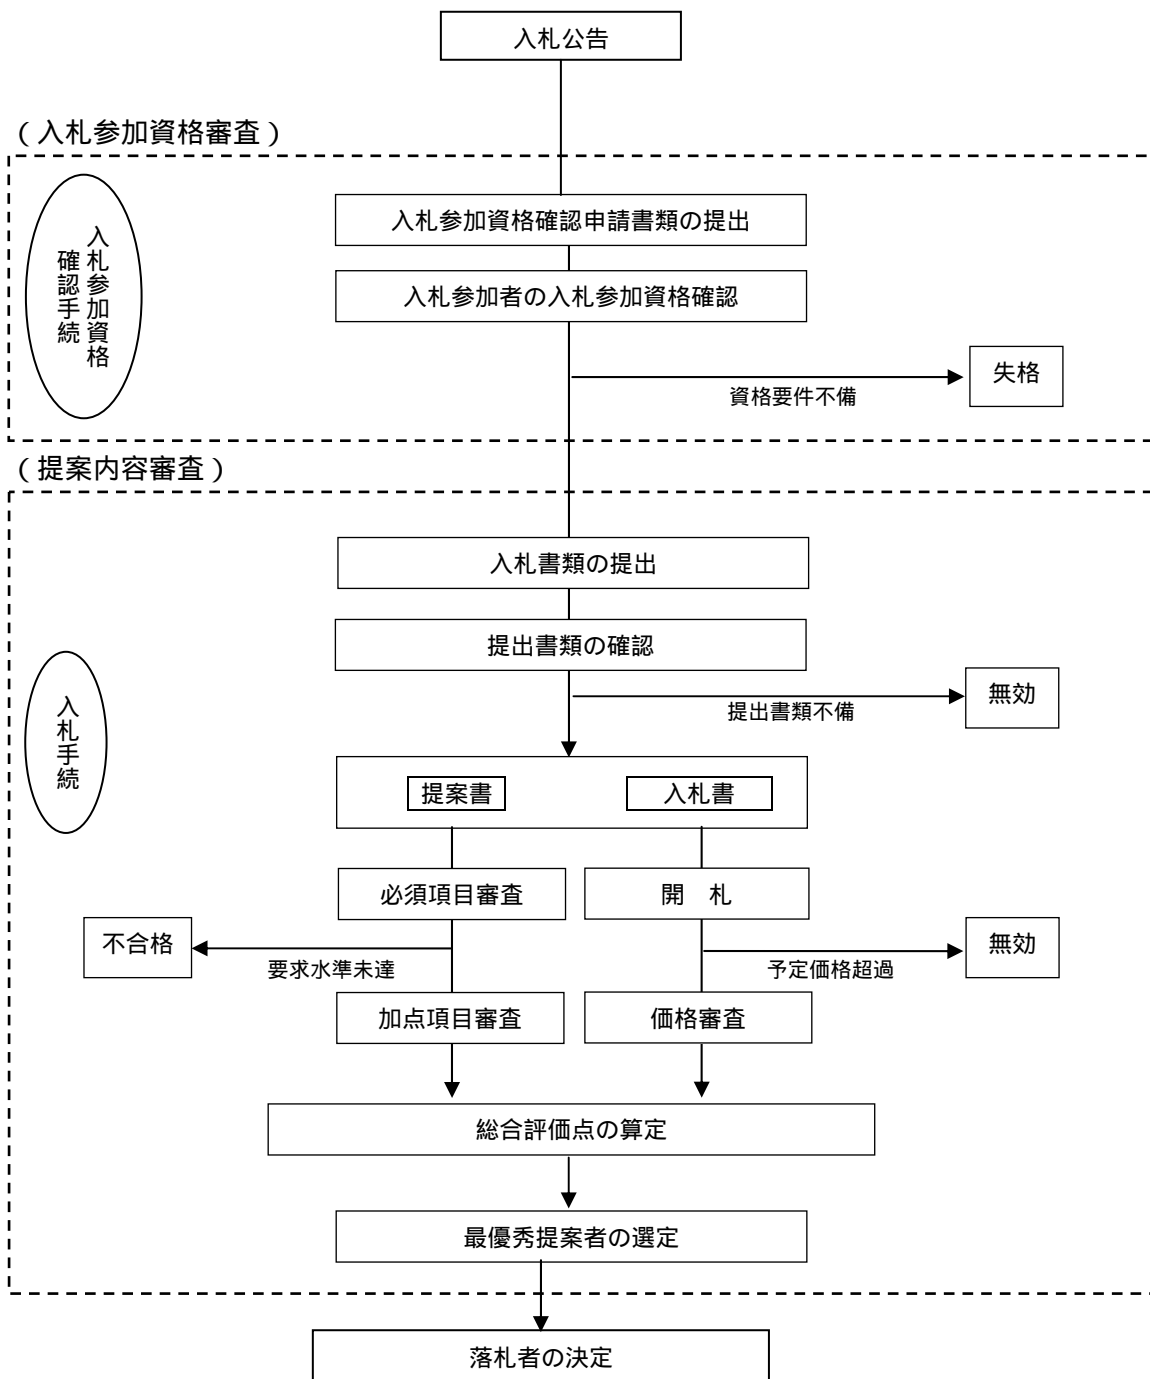 入札公告
(入札参加資格審査)
入札参加資格
確認手続
入札参加資格確認申請書類の提出
入札参加者の入札参加資格確認
失格
資格要件不備
(提案内容審査)
入札書類の提出
提出書類の確認
無効
提出書類不備
入札手続
提案書
入札書
必須項目審査
開　札
不合格
要求水準未達
無効
予定価格超過
加点項目審査
価格審査
総合評価点の算定
最優秀提案者の選定
落札者の決定